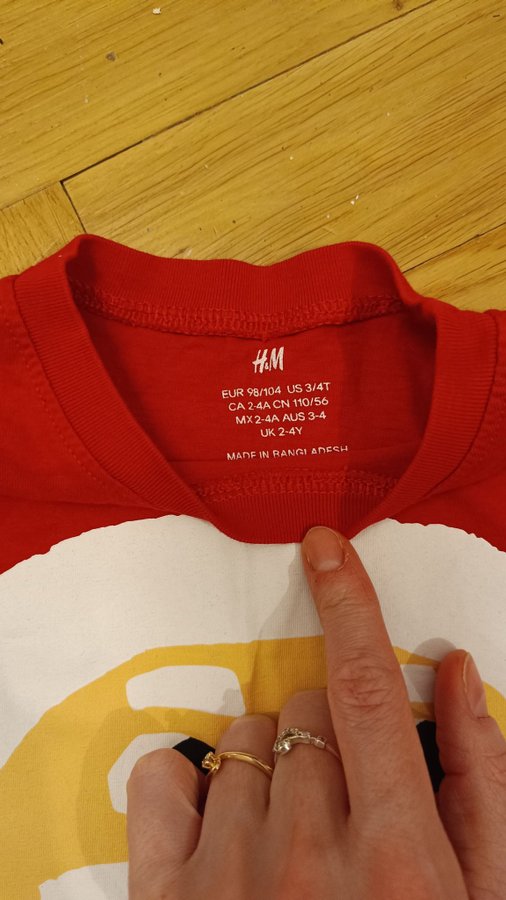 H&M
EUR 98/104 US 3/4T
CA 2-4A CN 110/56
MX 2-4A AUS 3-4
UK 2-4Y
MADE IN BANGLADESH